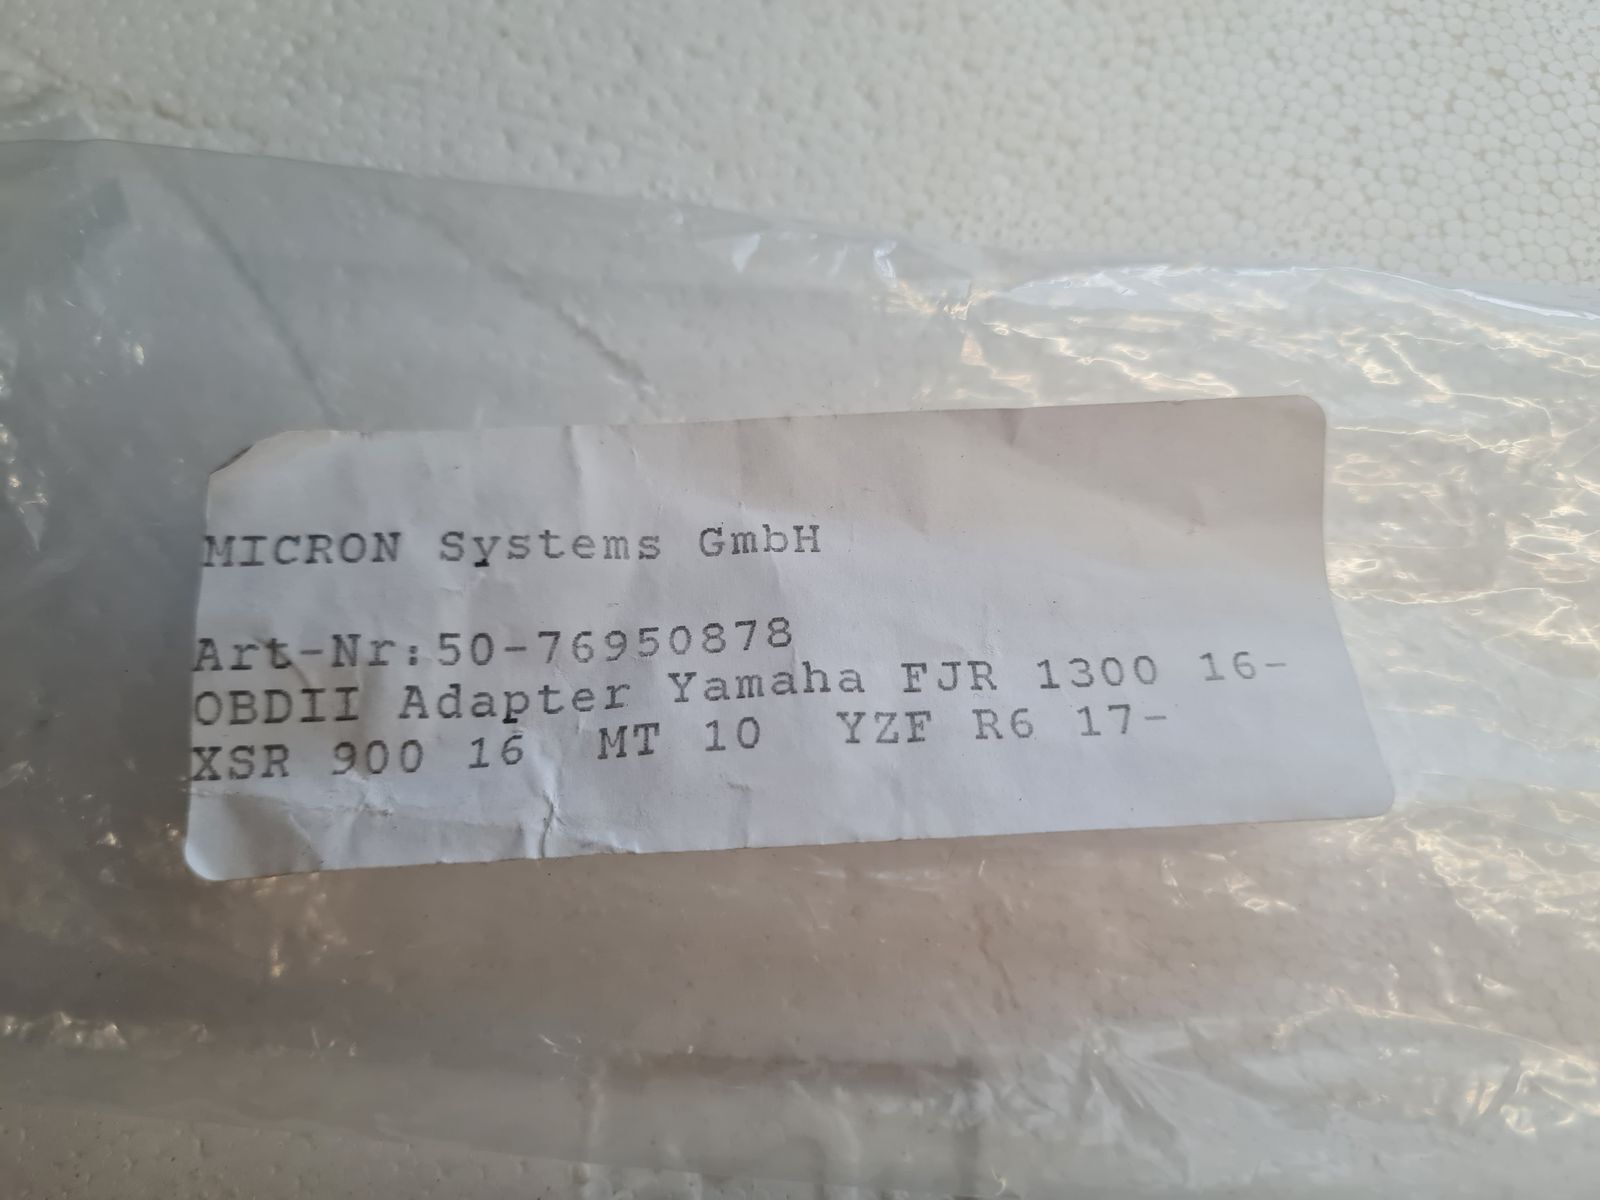 MICRON Systems GmbH
Art-Nr:50-76950878
OBDII Adapter Yamaha FJR 1300 16-
XSR 900 16 MT 10 YZF R6 17-